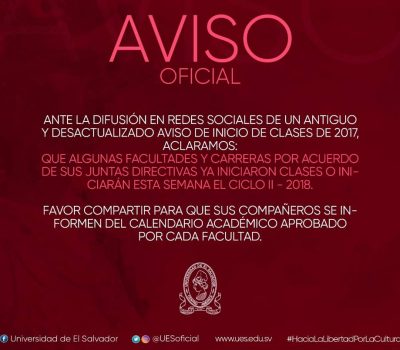 AVISO
OFICIAL
ANTE LA DIFUSIÓN EN REDES SOCIALES DE UN ANTIGUO
Y DESACTUALIZADO AVISO DE INICIO DE CLASES DE 2017,
ACLARAMOS:
QUE ALGUNAS FACULTADES Y CARRERAS POR ACUERDO
DE SUS JUNTAS DIRECTIVAS YA INICIARON CLASES O INI-
CIARÁN ESTA SEMANA EL CICLO II - 2018.
FAVOR COMPARTIR PARA QUE SUS COMPAÑEROS SE IN-
FORMEN DEL CALENDARIO ACADÉMICO APROBADO
POR CADA FACULTAD.
Universidad de El Salvador @UESoficial www.ues.edu.sv #HaciaLaLibertadPorLaCultura